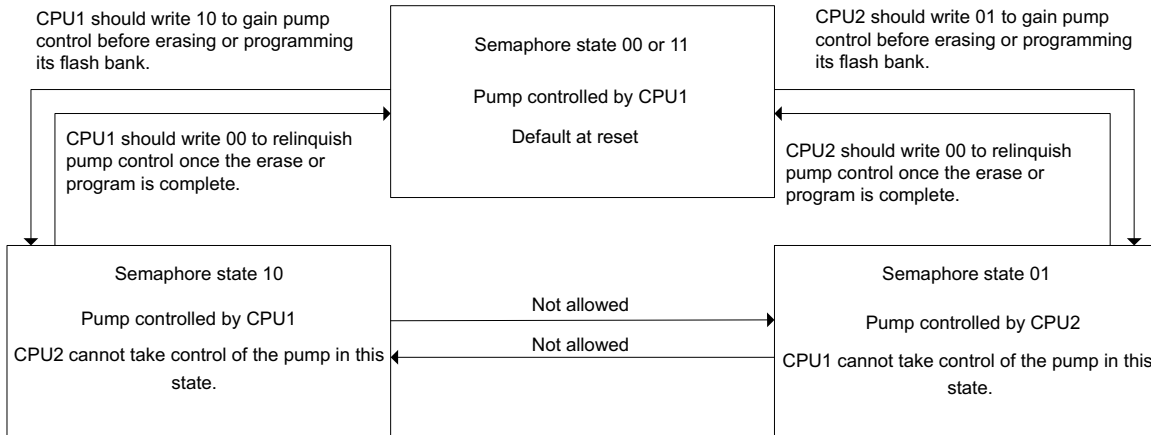 CPU1 should write 10 to gain pump
control before erasing or programming
its flash bank.
Semaphore state 00 or 11
Pump controlled by CPU1
Default at reset
CPU2 should write 01 to gain pump
control before erasing or programming
its flash bank.
CPU1 should write 00 to relinquish
pump control once the erase or
program is complete.
CPU2 should write 00 to relinquish
pump control once the erase or
program is complete.
Semaphore state 10
Pump controlled by CPU1
CPU2 cannot take control of the pump in this
state.
Not allowed
Not allowed
Semaphore state 01
Pump controlled by CPU2
CPU1 cannot take control of the pump in this
state.